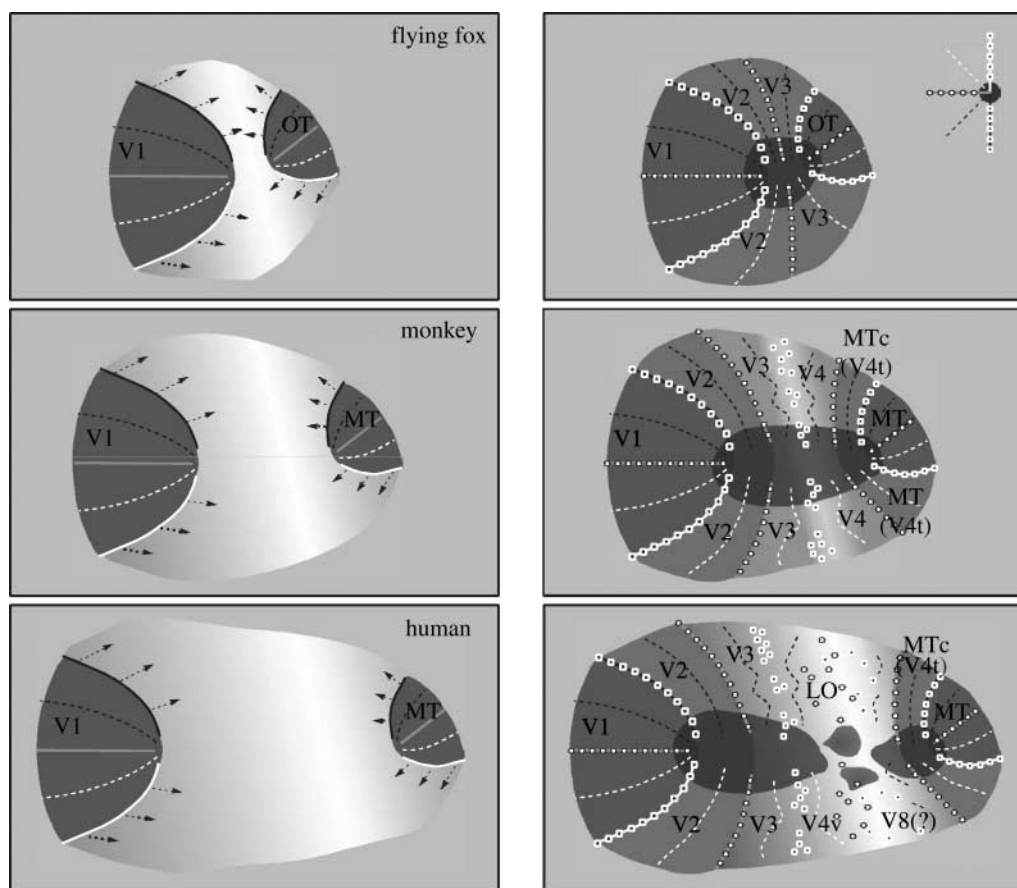 flying fox
V1
OT
V2
V3
OT
V1
V3
V2
monkey
V1
MT
MTc
(V4t)
V3
V2
V4
MT
V1
MT
(V4t)
V4
V2
V3
human
V1
MT
MTc
(V4t)
V3
V2
LO
MT
V1
V2
V3
V4v
V8(?)